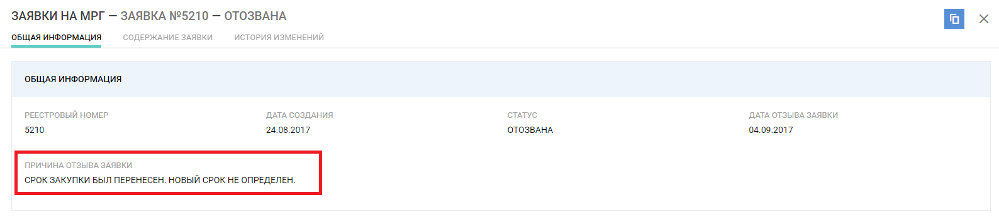 ЗАЯВКИ НА МРГ — ЗАЯВКА №5210 — ОТОЗВАНА
ОБЩАЯ ИНФОРМАЦИЯ СОДЕРЖАНИЕ ЗАЯВКИ ИСТОРИЯ ИЗМЕНЕНИЙ
ОБЩАЯ ИНФОРМАЦИЯ
РЕЕСТРОВЫЙ НОМЕР ДАТА СОЗДАНИЯ СТАТУС ДАТА ОТЗЫВА ЗАЯВКИ
5210 24.08.2017 ОТОЗВАНА 04.09.2017
ПРИЧИНА ОТЗЫВА ЗАЯВКИ
СРОК ЗАКУПКИ БЫЛ ПЕРЕНЕСЕН. НОВЫЙ СРОК НЕ ОПРЕДЕЛЕН.